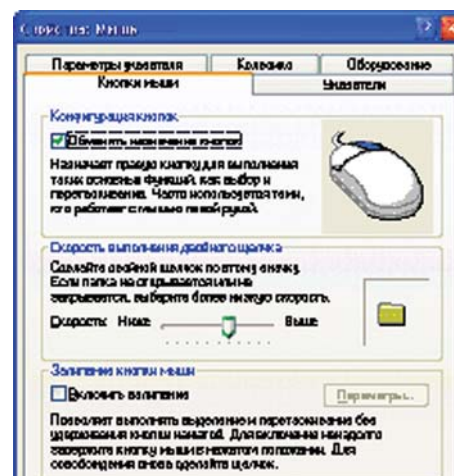 Свойства: Мышь
Параметры указателя Колесико Оборудование
Кнопки мыши Указатели
Конфигурация кнопок
Обменять назначение кнопок
Назначает правую кнопку для выполнения
таких основных функций, как выбор и
перетаскивание. Часто используется теми,
кто работает с мышью левой рукой.
Скорость выполнения двойного щелчка
Сделайте двойной щелчок по этому значку.
Если папка не открывается или не
закрывается, выберите более низкую скорость.
Скорость: Ниже Выше
Залипание кнопки мыши
Включить залипание Параметры...
Позволяет выполнять выделение и перетаскивание без
удерживания кнопки нажатой. Для включения ненадолго
задержите кнопку мыши в нажатом положении. Для
освобождения вновь сделайте щелчок.